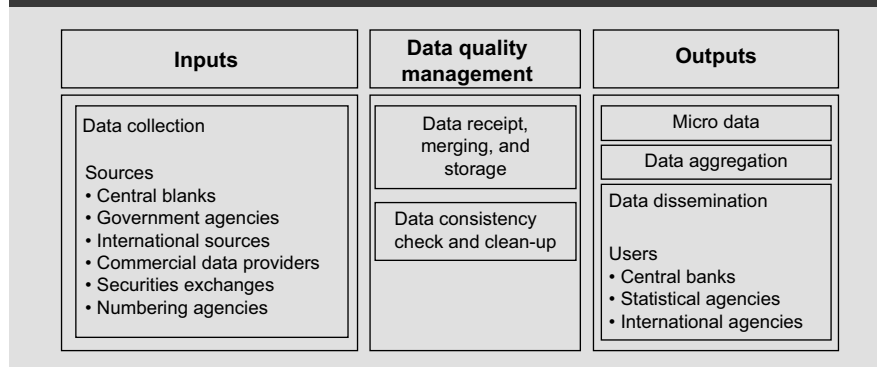 Inputs
Data quality
management
Outputs
Data collection
Sources
• Central blanks
• Government agencies
• International sources
• Commercial data providers
• Securities exchanges
• Numbering agencies
Data receipt,
merging, and
storage
Data consistency
check and clean-up
Micro data
Data aggregation
Data dissemination
Users
• Central banks
• Statistical agencies
• International agencies